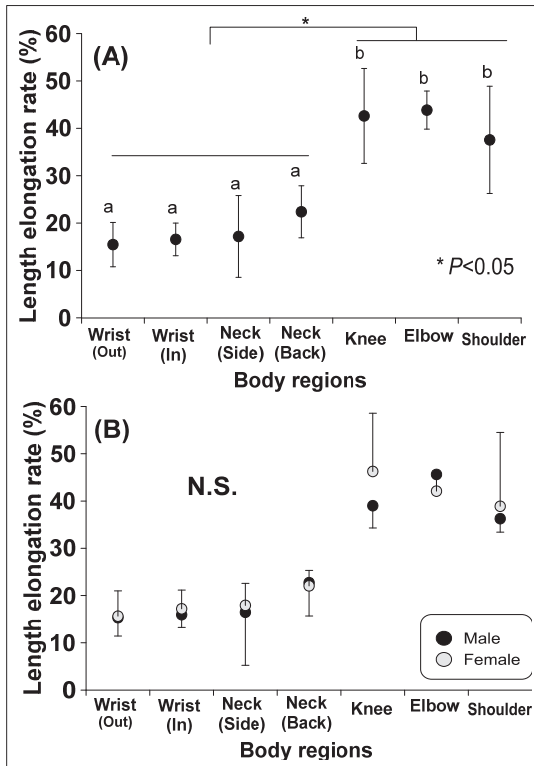 *
(A)
Length elongation rate (%)
60
50
40
30
20
10
0
a
a
a
a
b
b
b
* P<0.05
Wrist Wrist Neck Neck Knee Elbow Shoulder
(Out) (In) (Side) (Back)
Body regions
(B)
Length elongation rate (%)
60
50
40
30
20
10
0
N.S.
Male
Female
Wrist Wrist Neck Neck Knee Elbow Shoulder
(Out) (In) (Side) (Back)
Body regions